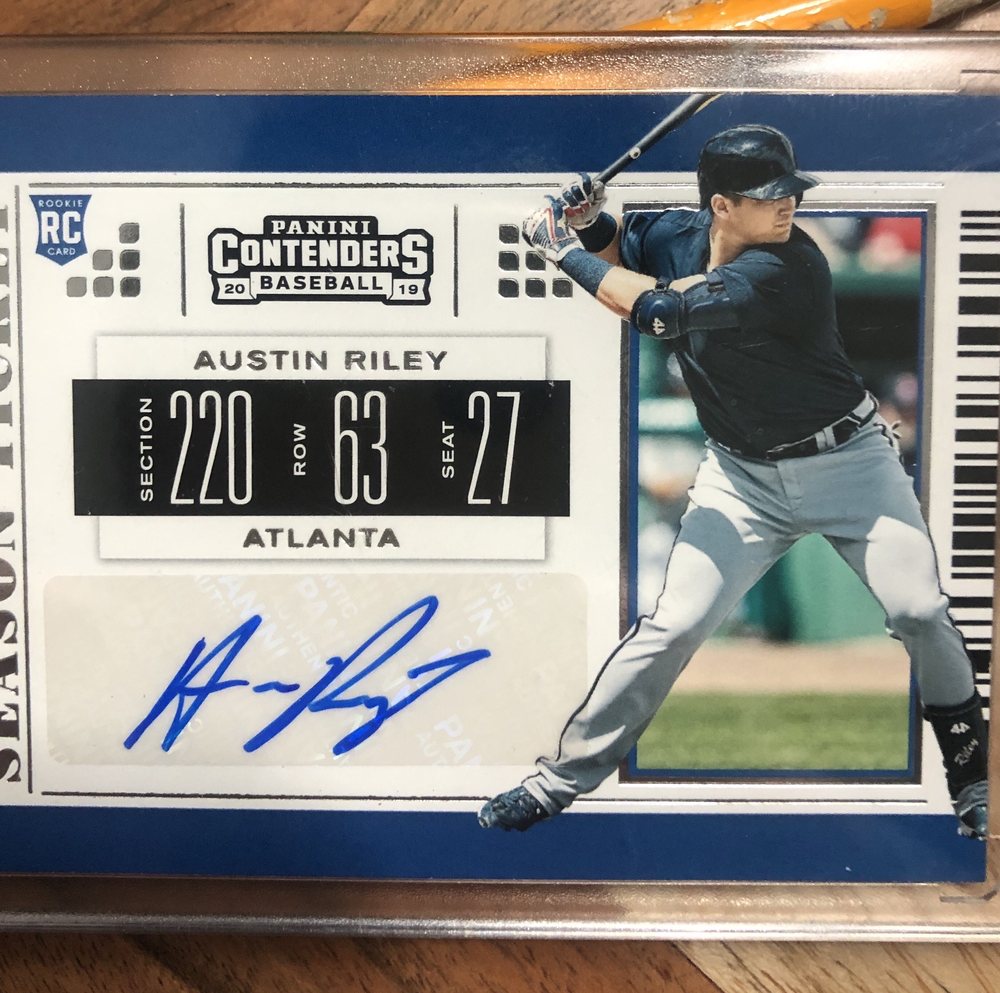 SEASON TICKET
ROOKIE
RC
CARD
PANINI
CONTENDERS
BASEBALL
20 19
AUSTIN RILEY
SECTION 220 ROW 63 SEAT 27
ATLANTA
Riley